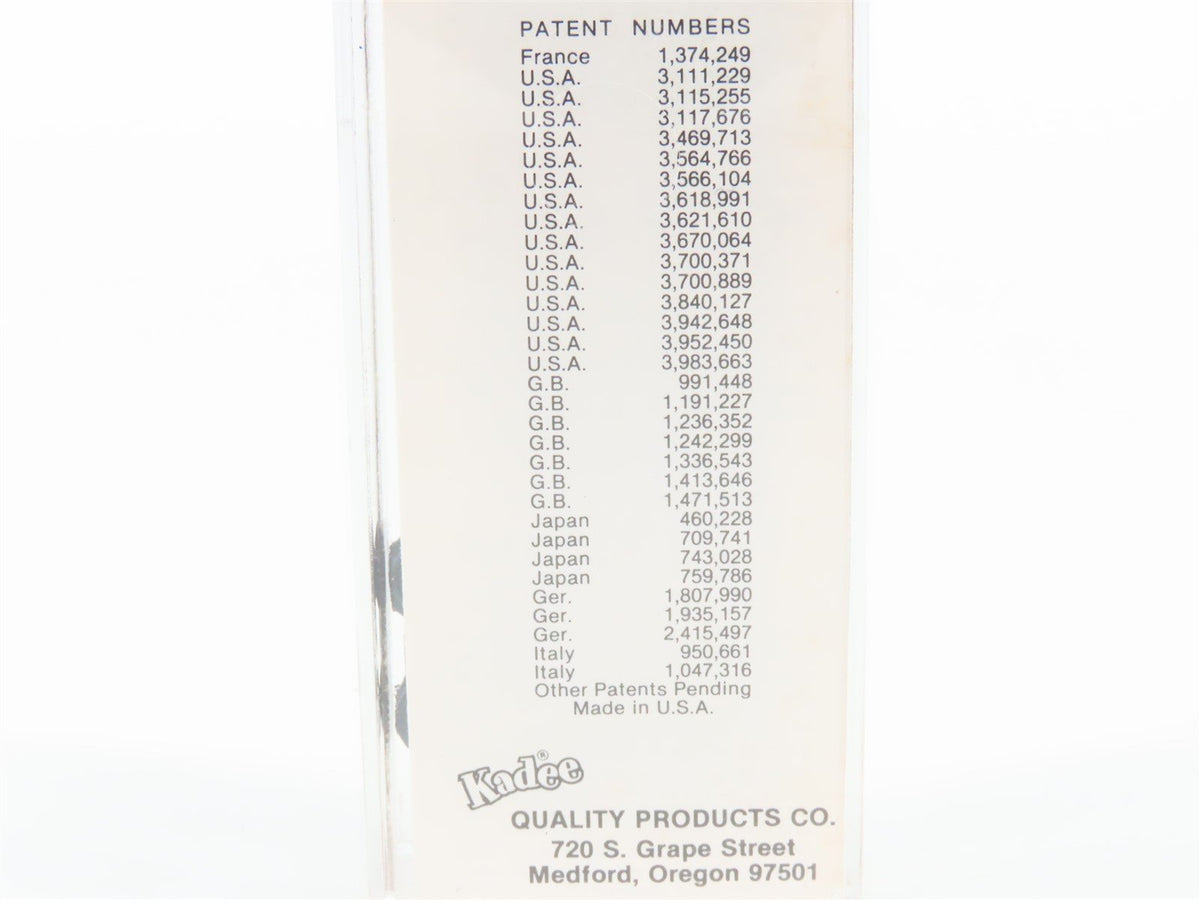 PATENT NUMBERS
France 1,374,249
U.S.A. 3,111,229
U.S.A. 3,115,255
U.S.A. 3,117,676
U.S.A. 3,469,713
U.S.A. 3,564,766
U.S.A. 3,566,104
U.S.A. 3,618,991
U.S.A. 3,621,610
U.S.A. 3,670,064
U.S.A. 3,700,371
U.S.A. 3,700,889
U.S.A. 3,840,127
U.S.A. 3,942,648
U.S.A. 3,952,450
U.S.A. 3,983,663
G.B. 991,448
G.B. 1,191,227
G.B. 1,236,352
G.B. 1,242,299
G.B. 1,336,543
G.B. 1,413,646
G.B. 1,471,513
Japan 460,228
Japan 709,741
Japan 743,028
Japan 759,786
Ger. 1,807,990
Ger. 1,935,157
Ger. 2,415,497
Italy 950,661
Italy 1,047,316
Other Patents Pending
Made in U.S.A.
Kadee®
QUALITY PRODUCTS CO.
720 S. Grape Street
Medford, Oregon 97501